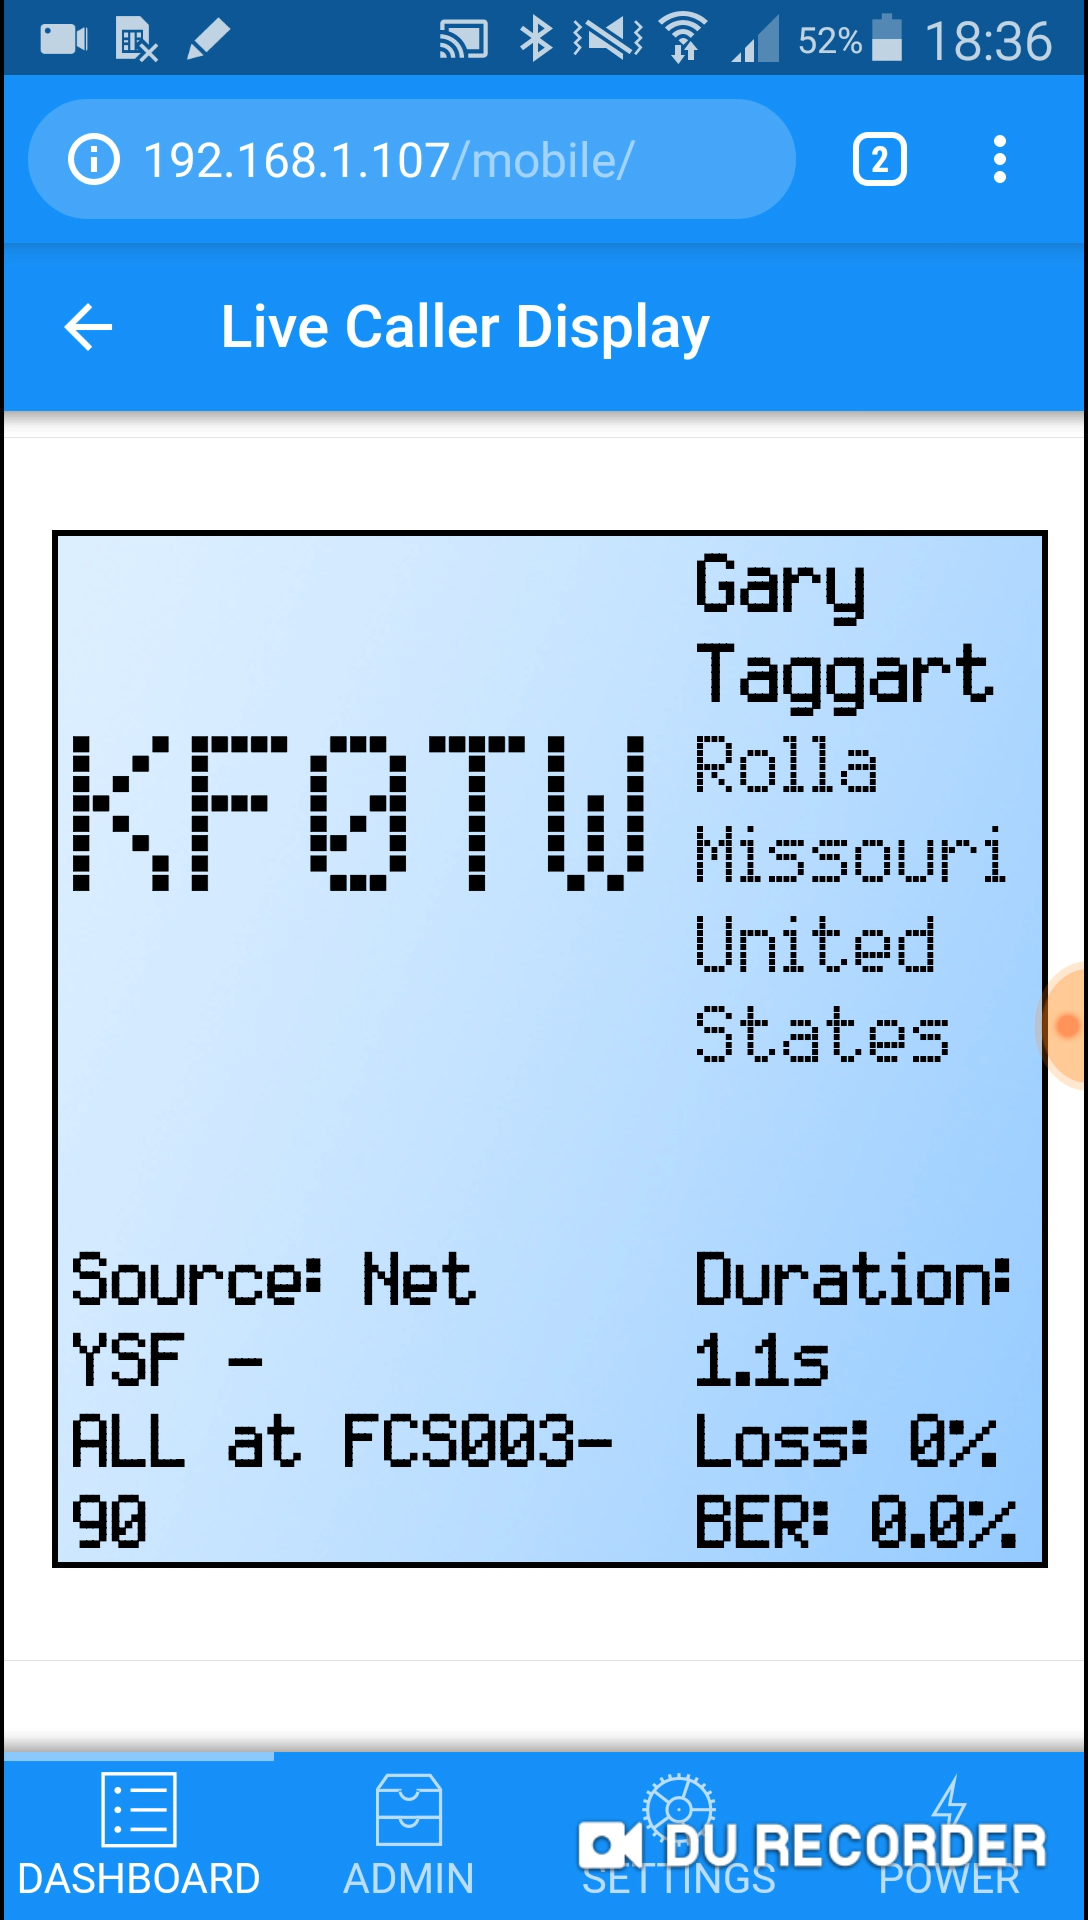 52% 18:36
192.168.1.107/mobile/
2
Live Caller Display
KF0TW
Gary
Taggart
Rolla
Missouri
United
States
Source: Net
YSF -
ALL at FCS003-
90
Duration:
1.1s
Loss: 0%
BER: 0.0%
DU RECORDER
DASHBOARD ADMIN SETTINGS POWER